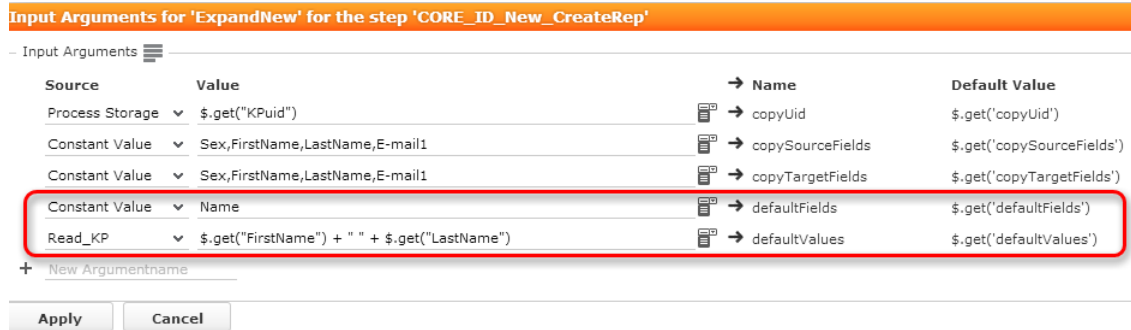 Input Arguments for 'ExpandNew' for the step 'CORE_ID_New_CreateRep'
Input Arguments
Source Value → Name Default Value
Process Storage $.get("KPuid") → copyUid $.get('copyUid')
Constant Value Sex,FirstName,LastName,E-mail1 → copySourceFields $.get('copySourceFields')
Constant Value Sex,FirstName,LastName,E-mail1 → copyTargetFields $.get('copyTargetFields')
Constant Value Name → defaultFields $.get('defaultFields')
Read_KP $.get("FirstName") + " " + $.get("LastName") → defaultValues $.get('defaultValues')
+ New Argumentname
Apply Cancel